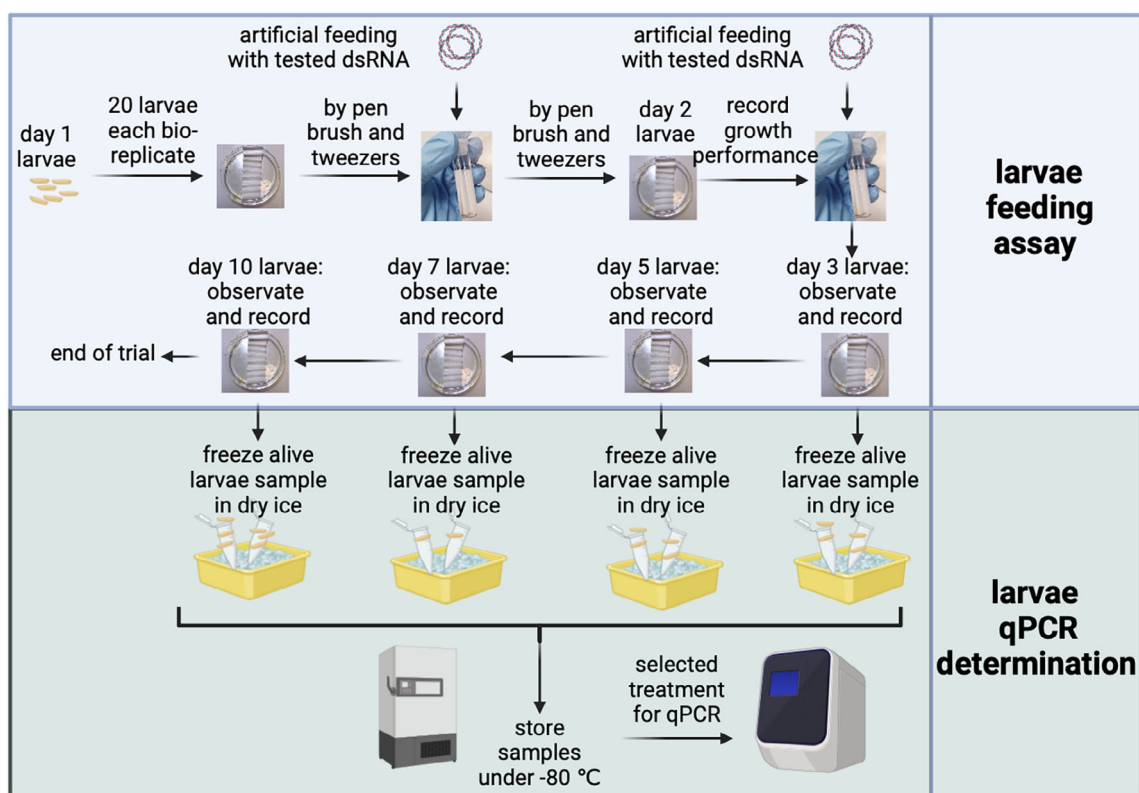 artificial feeding
with tested dsRNA
artificial feeding
with tested dsRNA
day 1
larvae
20 larvae
each bio-
replicate
by pen
brush and
tweezers
by pen
brush and
tweezers
day 2
larvae
record
growth
performance
larvae
feeding
assay
day 10 larvae:
observate
and record
day 7 larvae:
observate
and record
day 5 larvae:
observate
and record
day 3 larvae:
observate
and record
end of trial
freeze alive
larvae sample
in dry ice
freeze alive
larvae sample
in dry ice
freeze alive
larvae sample
in dry ice
freeze alive
larvae sample
in dry ice
larvae
qPCR
determination
store
samples
under -80 ℃
selected
treatment
for qPCR